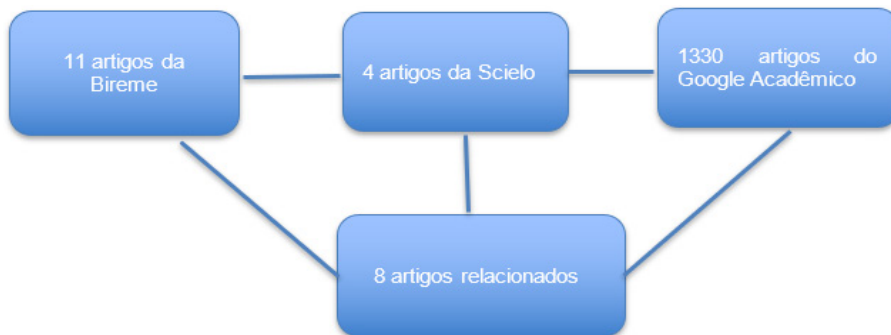 11 artigos da
Bireme
4 artigos da Scielo
1330 artigos do
Google Acadêmico
8 artigos relacionados